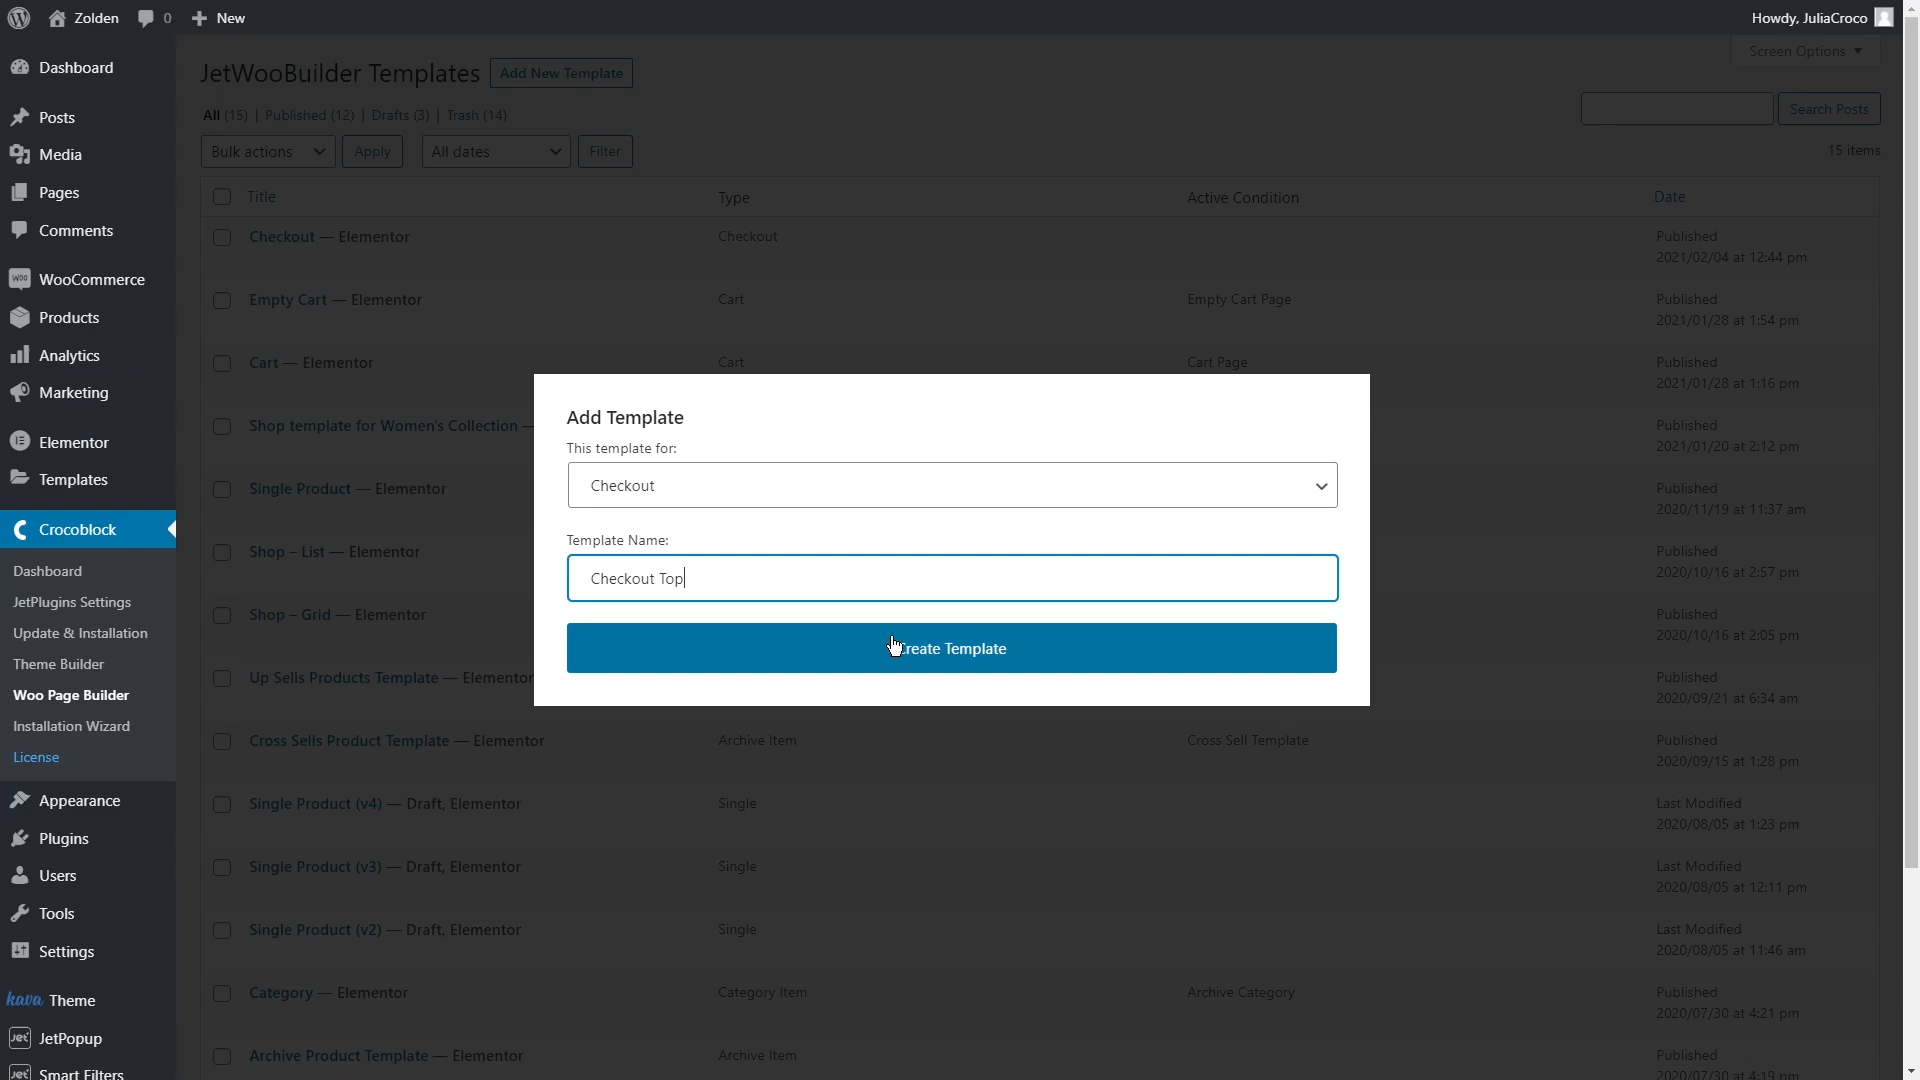 Zolden 0 New Howdy, JuliaCroco
Screen Options
Dashboard
Posts
Media
Pages
Comments
WooCommerce
Products
Analytics
Marketing
Elementor
Templates
Crocoblock
Dashboard
JetPlugins Settings
Update & Installation
Theme Builder
Woo Page Builder
Installation Wizard
License
Appearance
Plugins
Users
Tools
Settings
hava Theme
Jet JetPopup
Jet Smart Filters
JetWooBuilder Templates Add New Template
All (15) | Published (12) | Drafts (3) | Trash (14)
Search Posts
Bulk actions Apply All dates Filter 15 items
Title Type Active Condition Date
Checkout — Elementor Checkout Published
2021/02/04 at 12:44 pm
Empty Cart — Elementor Cart Empty Cart Page Published
2021/01/28 at 1:54 pm
Cart — Elementor Cart Cart Page Published
2021/01/28 at 1:16 pm
Shop template for Women's Collection — Published
2021/01/20 at 2:12 pm
Single Product — Elementor Published
2020/11/19 at 11:37 am
Shop – List — Elementor Published
2020/10/16 at 2:57 pm
Shop – Grid — Elementor Published
2020/10/16 at 2:05 pm
Up Sells Products Template — Elementor Published
2020/09/21 at 6:34 am
Cross Sells Product Template — Elementor Archive Item Cross Sell Template Published
2020/09/15 at 1:28 pm
Single Product (v4) — Draft, Elementor Single Last Modified
2020/08/05 at 1:23 pm
Single Product (v3) — Draft, Elementor Single Last Modified
2020/08/05 at 12:11 pm
Single Product (v2) — Draft, Elementor Single Last Modified
2020/08/05 at 11:46 am
Category — Elementor Category Item Archive Category Published
2020/07/30 at 4:21 pm
Archive Product Template — Elementor Archive Item Published
2020/07/30 at 4:19 pm
Add Template
This template for:
Checkout
Template Name:
Checkout Top
Create Template